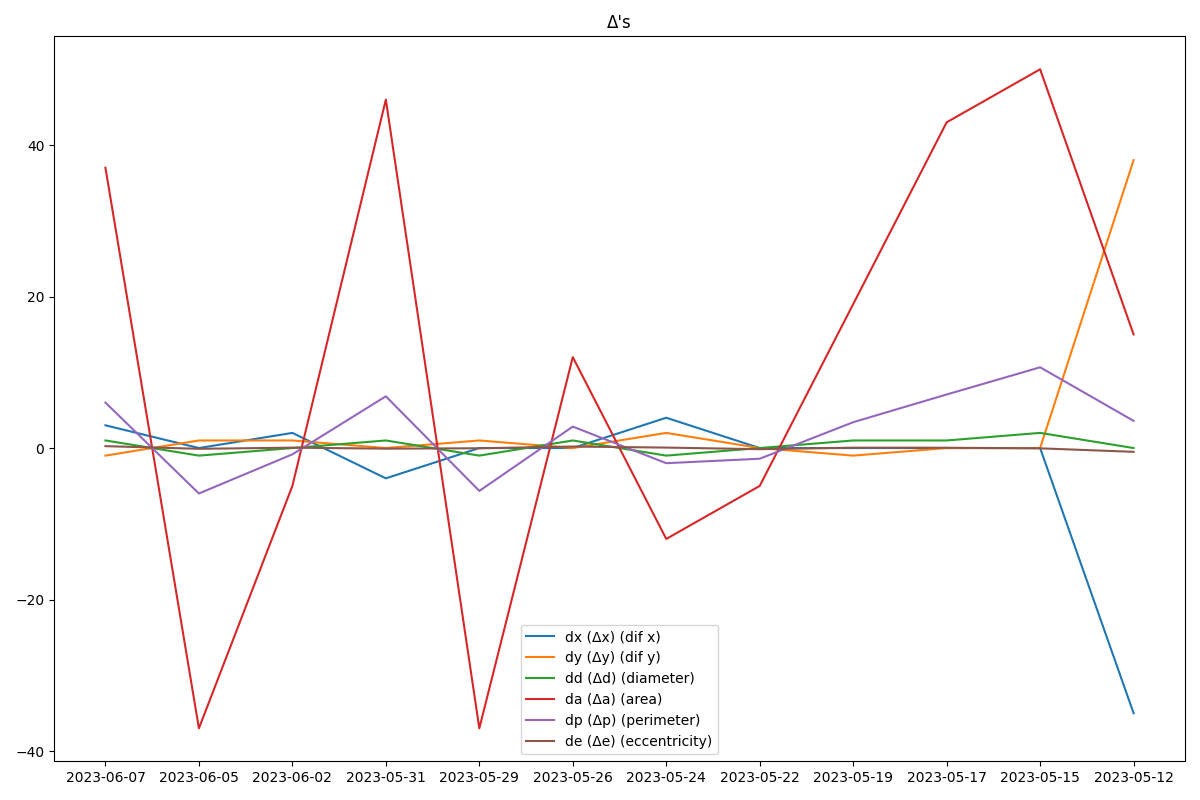 Δ's
40
20
0
−20
−40
dx (Δx) (dif x)
dy (Δy) (dif y)
dd (Δd) (diameter)
da (Δa) (area)
dp (Δp) (perimeter)
de (Δe) (eccentricity)
2023-06-07 2023-06-05 2023-06-02 2023-05-31 2023-05-29 2023-05-26 2023-05-24 2023-05-22 2023-05-19 2023-05-17 2023-05-15 2023-05-12